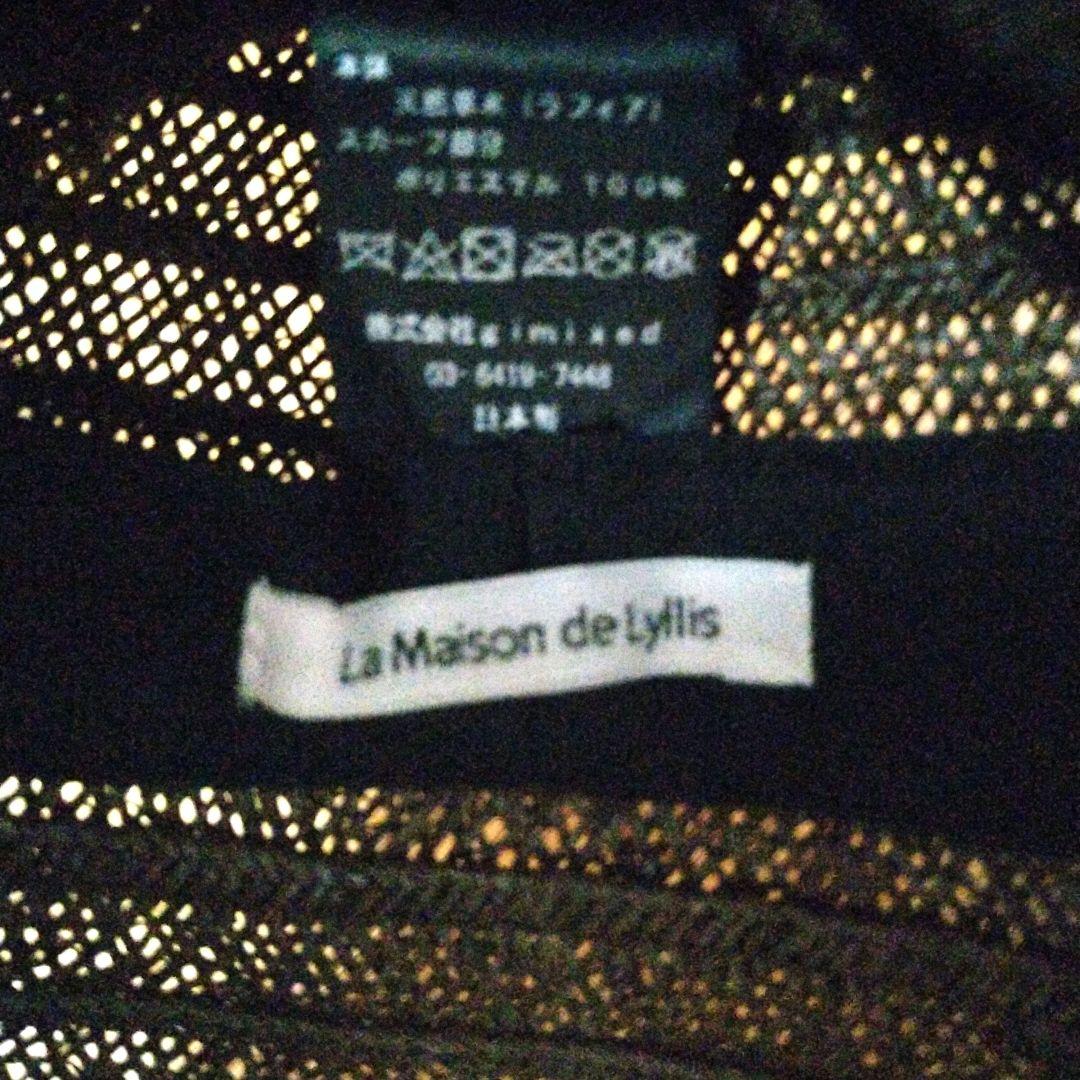 本体
天然草木（ラフィア）
スカーフ部分
ポリエステル 100%
株式会社gimixed
03-6419-7448
日本製
La Maison de Lyllis